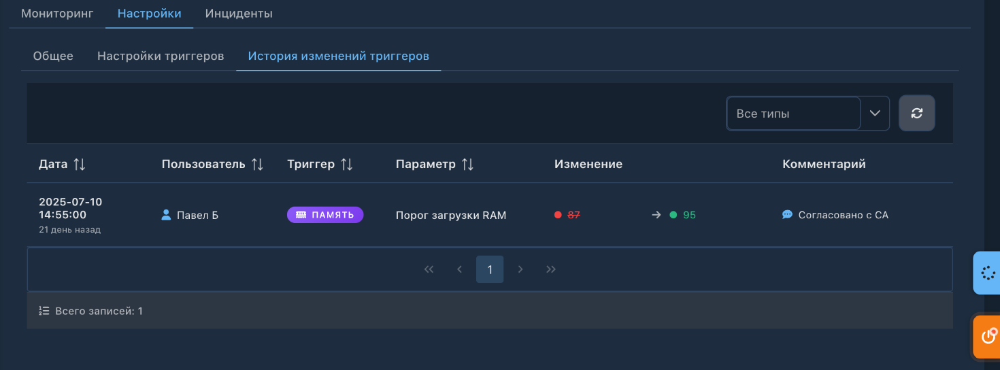 Мониторинг Настройки Инциденты
Общее Настройки триггеров История изменений триггеров
Все типы
Дата Пользователь Триггер Параметр Изменение Комментарий
2025-07-10
14:55:00
21 день назад
Павел Б ПАМЯТЬ Порог загрузки RAM 87 → 95 Согласовано с СА
« ‹ 1 › »
Всего записей: 1